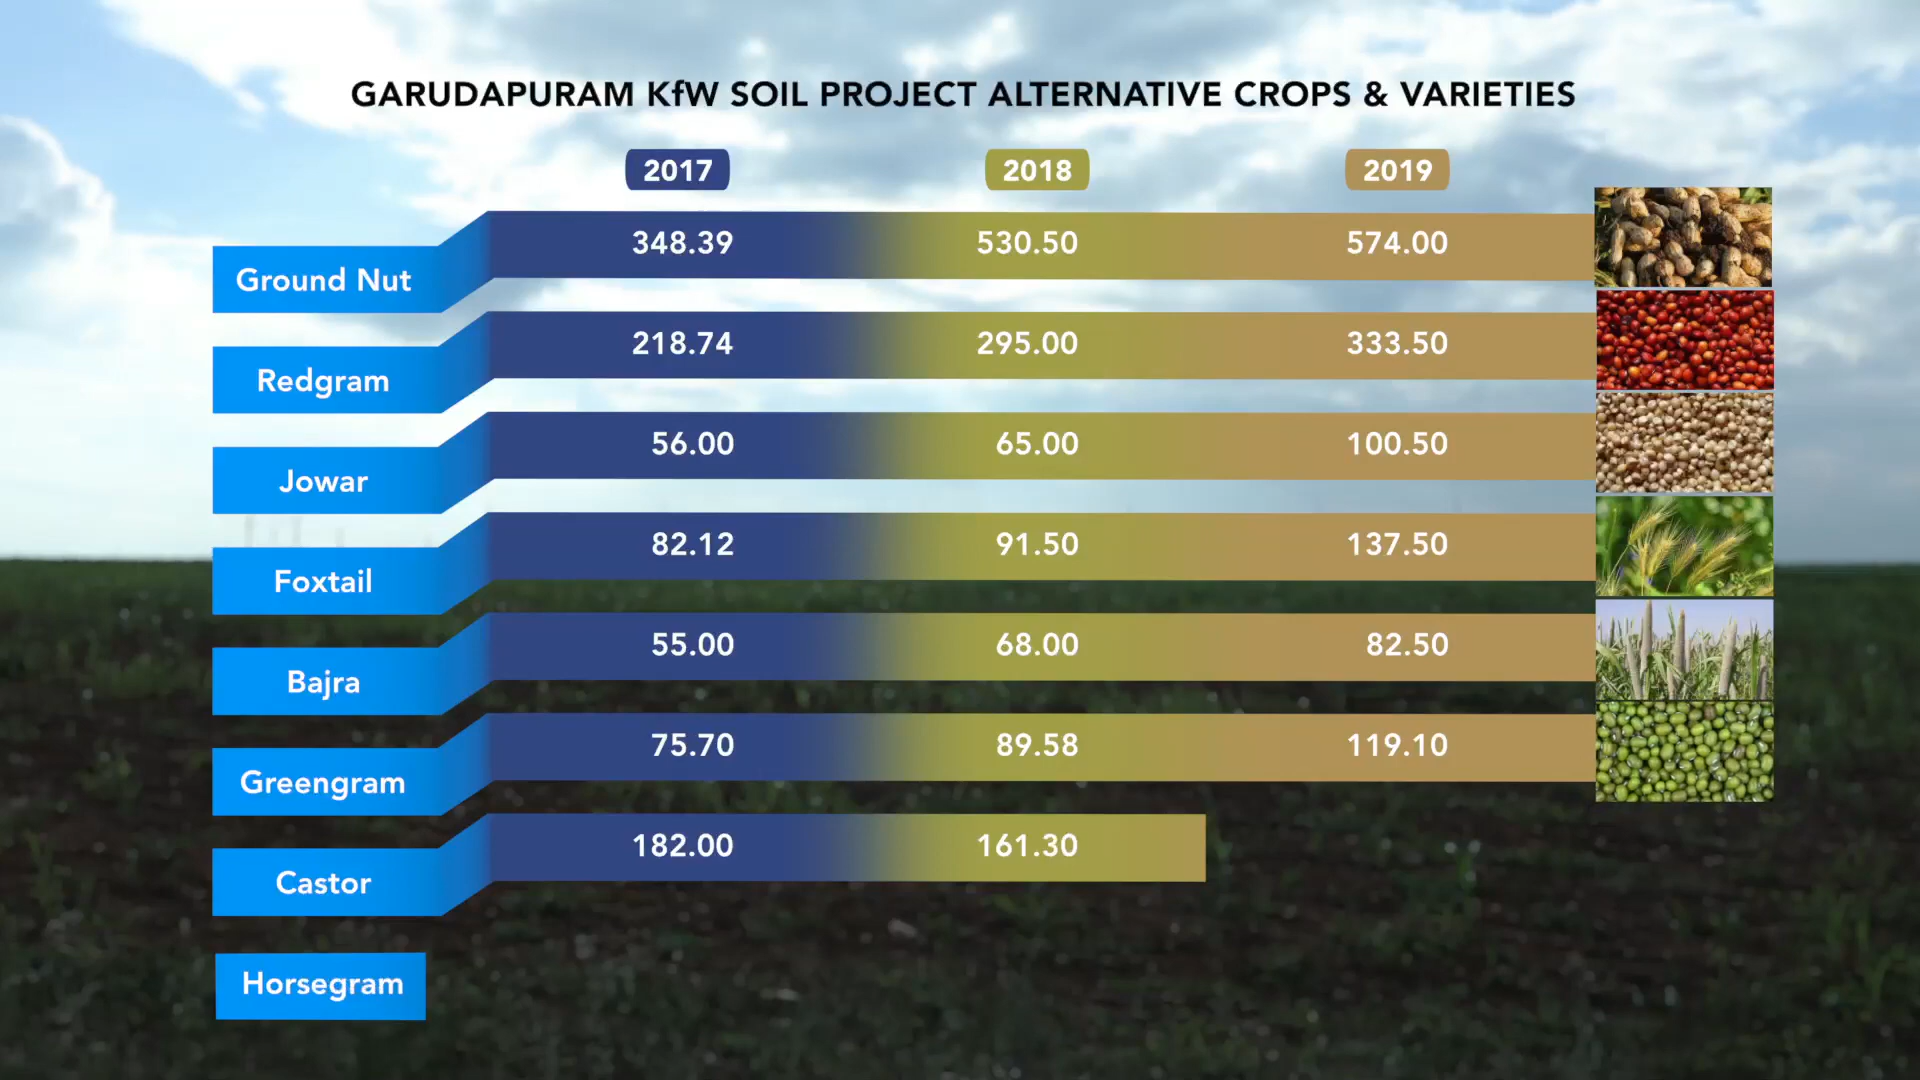 GARUDAPURAM KfW SOIL PROJECT ALTERNATIVE CROPS & VARIETIES
2017 2018 2019
Ground Nut 348.39 530.50 574.00
Redgram 218.74 295.00 333.50
Jowar 56.00 65.00 100.50
Foxtail 82.12 91.50 137.50
Bajra 55.00 68.00 82.50
Greengram 75.70 89.58 119.10
Castor 182.00 161.30
Horsegram